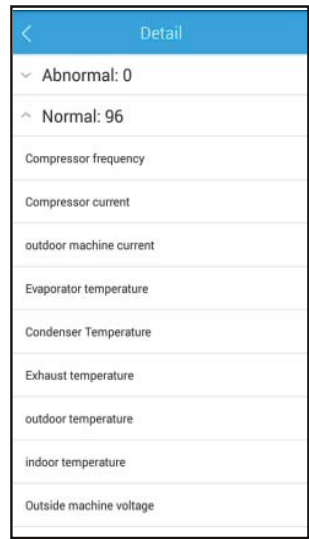 Detail
Abnormal: 0
Normal: 96
Compressor frequency
Compressor current
outdoor machine current
Evaporator temperature
Condenser Temperature
Exhaust temperature
outdoor temperature
indoor temperature
Outside machine voltage